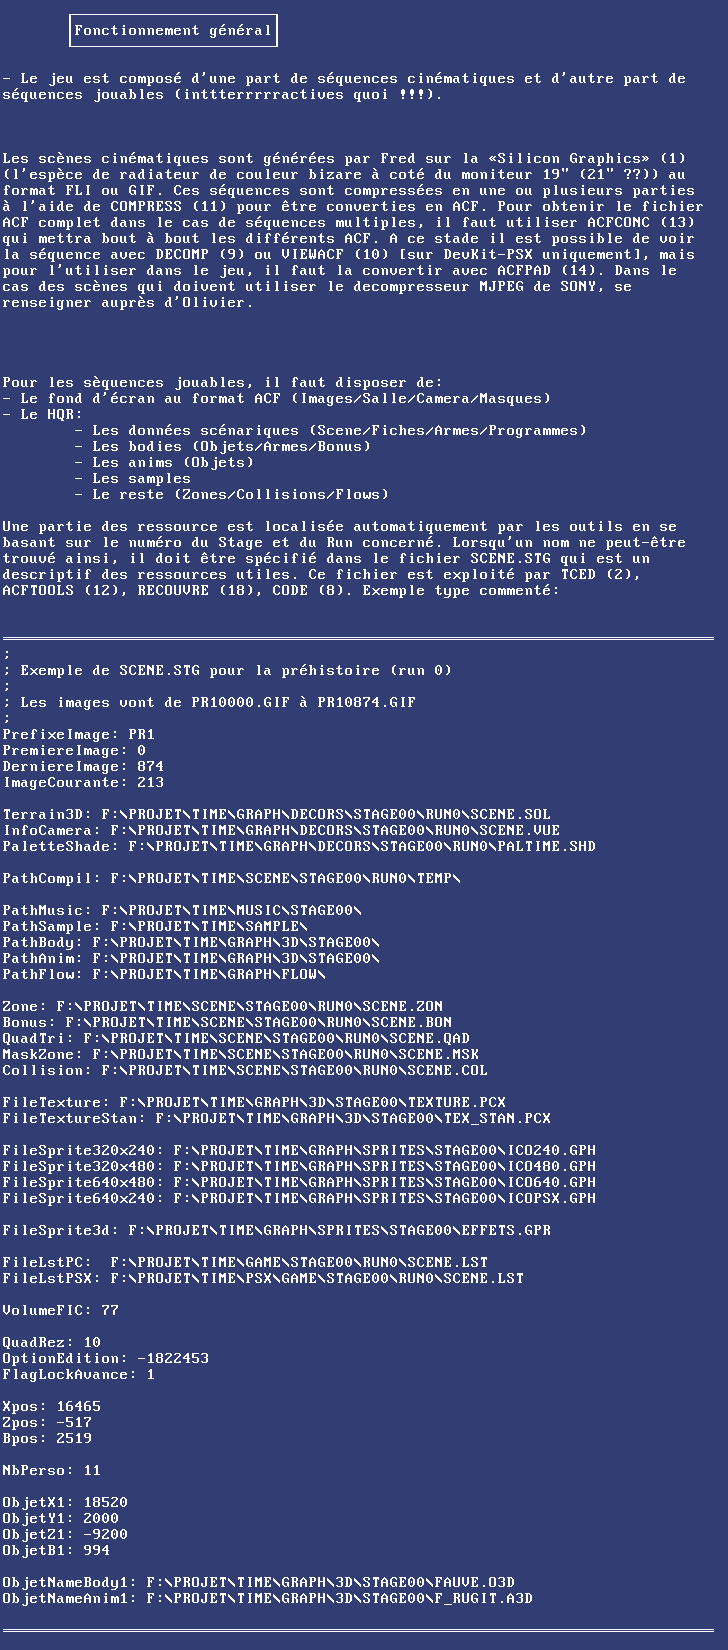 Fonctionnement général
- Le jeu est composé d'une part de séquences cinématiques et d'autre part de
séquences jouables (inttterrrrractives quoi !!!).
Les scènes cinématiques sont générées par Fred sur la «Silicon Graphics» (1)
(l'espèce de radiateur de couleur bizare à coté du moniteur 19" (21" ??)) au
format FLI ou GIF. Ces séquences sont compressées en une ou plusieurs parties
à l'aide de COMPRESS (11) pour être converties en ACF. Pour obtenir le fichier
ACF complet dans le cas de séquences multiples, il faut utiliser ACFCONC (13)
qui mettra bout à bout les différents ACF. A ce stade il est possible de voir
la séquence avec DECOMP (9) ou VIEWACF (10) [sur DevKit-PSX uniquement], mais
pour l'utiliser dans le jeu, il faut la convertir avec ACFPAD (14). Dans le
cas des scènes qui doivent utiliser le decompresseur MJPEG de SONY, se
renseigner auprès d'Olivier.
Pour les sèquences jouables, il faut disposer de:
- Le fond d'écran au format ACF (Images/Salle/Camera/Masques)
- Le HQR:
- Les données scénariques (Scene/Fiches/Armes/Programmes)
- Les bodies (Objets/Armes/Bonus)
- Les anims (Objets)
- Les samples
- Le reste (Zones/Collisions/Flows)
Une partie des ressource est localisée automatiquement par les outils en se
basant sur le numéro du Stage et du Run concerné. Lorsqu'un nom ne peut-être
trouvé ainsi, il doit être spécifié dans le fichier SCENE.STG qui est un
descriptif des ressources utiles. Ce fichier est exploité par TCED (2),
ACFTOOLS (12), RECOUVRE (18), CODE (8). Exemple type commenté:
;
; Exemple de SCENE.STG pour la préhistoire (run 0)
;
; Les images vont de PR10000.GIF à PR10874.GIF
;
PrefixeImage: PR1
PremiereImage: 0
DerniereImage: 874
ImageCourante: 213
Terrain3D: F:\PROJET\TIME\GRAPH\DECORS\STAGE00\RUN0\SCENE.SOL
InfoCamera: F:\PROJET\TIME\GRAPH\DECORS\STAGE00\RUN0\SCENE.VUE
PaletteShade: F:\PROJET\TIME\GRAPH\DECORS\STAGE00\RUN0\PALTIME.SHD
PathCompil: F:\PROJET\TIME\SCENE\STAGE00\RUN0\TEMP\
PathMusic: F:\PROJET\TIME\MUSIC\STAGE00\
PathSample: F:\PROJET\TIME\SAMPLE\
PathBody: F:\PROJET\TIME\GRAPH\3D\STAGE00\
PathAnim: F:\PROJET\TIME\GRAPH\3D\STAGE00\
PathFlow: F:\PROJET\TIME\GRAPH\FLOW\
Zone: F:\PROJET\TIME\SCENE\STAGE00\RUN0\SCENE.ZON
Bonus: F:\PROJET\TIME\SCENE\STAGE00\RUN0\SCENE.BON
QuadTri: F:\PROJET\TIME\SCENE\STAGE00\RUN0\SCENE.QAD
MaskZone: F:\PROJET\TIME\SCENE\STAGE00\RUN0\SCENE.MSK
Collision: F:\PROJET\TIME\SCENE\STAGE00\RUN0\SCENE.COL
FileTexture: F:\PROJET\TIME\GRAPH\3D\STAGE00\TEXTURE.PCX
FileTextureStan: F:\PROJET\TIME\GRAPH\3D\STAGE00\TEX_STAN.PCX
FileSprite320x240: F:\PROJET\TIME\GRAPH\SPRITES\STAGE00\ICO240.GPH
FileSprite320x480: F:\PROJET\TIME\GRAPH\SPRITES\STAGE00\ICO480.GPH
FileSprite640x480: F:\PROJET\TIME\GRAPH\SPRITES\STAGE00\ICO640.GPH
FileSprite640x240: F:\PROJET\TIME\GRAPH\SPRITES\STAGE00\ICOPSX.GPH
FileSprite3d: F:\PROJET\TIME\GRAPH\SPRITES\STAGE00\EFFETS.GPR
FileLstPC:  F:\PROJET\TIME\GAME\STAGE00\RUN0\SCENE.LST
FileLstPSX: F:\PROJET\TIME\PSX\GAME\STAGE00\RUN0\SCENE.LST
VolumeFIC: 77
QuadRez: 10
OptionEdition: -1822453
FlagLockAvance: 1
Xpos: 16465
Zpos: -517
Bpos: 2519
NbPerso: 11
ObjetX1: 18520
ObjetY1: 2000
ObjetZ1: -9200
ObjetB1: 994
ObjetNameBody1: F:\PROJET\TIME\GRAPH\3D\STAGE00\FAUVE.O3D
ObjetNameAnim1: F:\PROJET\TIME\GRAPH\3D\STAGE00\F_RUGIT.A3D